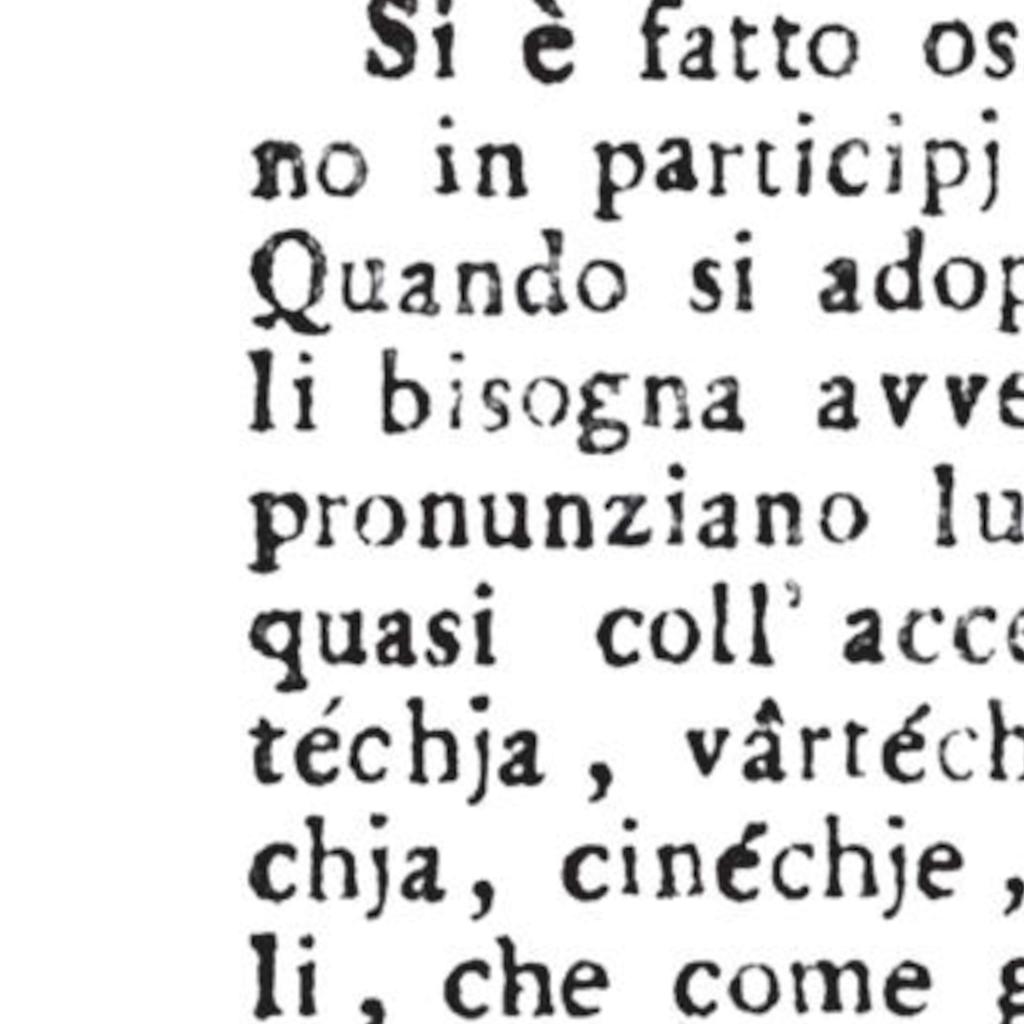 Si è fatto os
no in participj
Quando si adop
li bisogna avve
pronunziano lu
quasi coll' acce
téchja, vârtéch
chja, cinéchje,
li, che come g